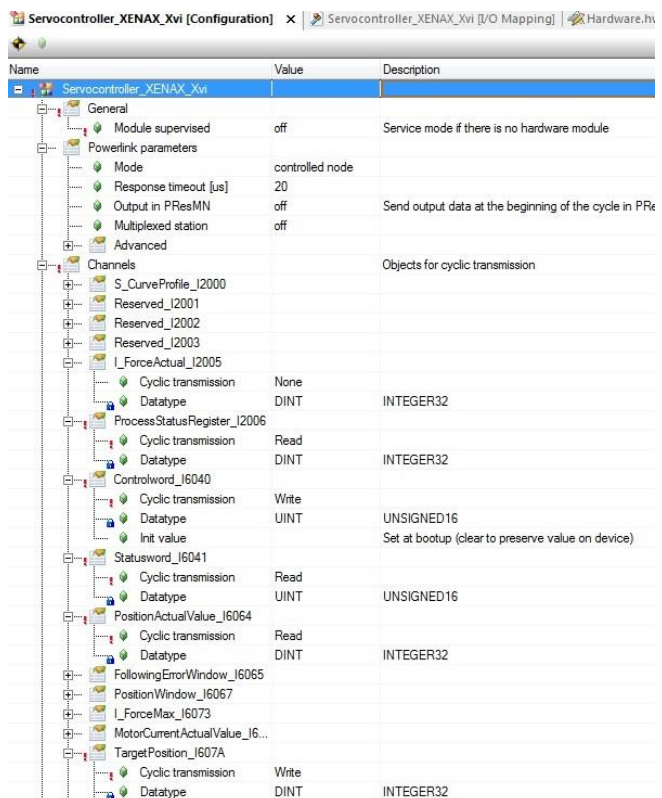 Servocontroller_XENAX_Xvi [Configuration] × Servocontroller_XENAX_Xvi [I/O Mapping] Hardware.hv
Name Value Description
Servocontroller_XENAX_Xvi
General
Module supervised off Service mode if there is no hardware module
Powerlink parameters
Mode controlled node
Response timeout [us] 20
Output in PResMN off Send output data at the beginning of the cycle in PRe
Multiplexed station off
Advanced
Channels Objects for cyclic transmission
S_CurveProfile_I2000
Reserved_I2001
Reserved_I2002
Reserved_I2003
I_ForceActual_I2005
Cyclic transmission None
Datatype DINT INTEGER32
ProcessStatusRegister_I2006
Cyclic transmission Read
Datatype DINT INTEGER32
Controlword_I6040
Cyclic transmission Write
Datatype UINT UNSIGNED16
Init value Set at bootup (clear to preserve value on device)
Statusword_I6041
Cyclic transmission Read
Datatype UINT UNSIGNED16
PositionActualValue_I6064
Cyclic transmission Read
Datatype DINT INTEGER32
FollowingErrorWindow_I6065
PositionWindow_I6067
I_ForceMax_I6073
MotorCurrentActualValue_I6...
TargetPosition_I607A
Cyclic transmission Write
Datatype DINT INTEGER32